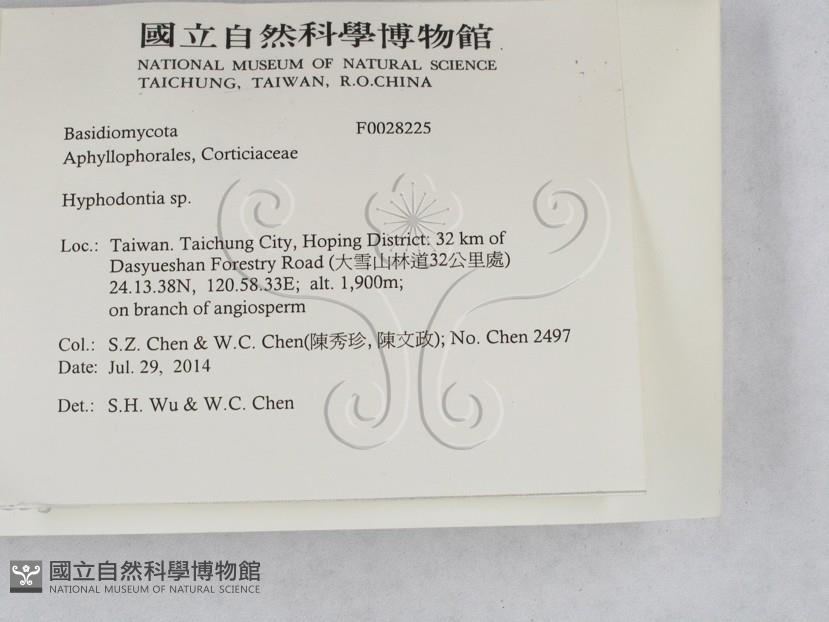 國立自然科學博物館
NATIONAL MUSEUM OF NATURAL SCIENCE
TAICHUNG, TAIWAN, R.O.CHINA
Basidiomycota F0028225
Aphyllophorales, Corticiaceae
Hyphodontia sp.
Loc.: Taiwan. Taichung City, Hoping District: 32 km of
Dasyueshan Forestry Road (大雪山林道32公里處)
24.13.38N, 120.58.33E; alt. 1,900m;
on branch of angiosperm
Col.: S.Z. Chen & W.C. Chen(陳秀珍, 陳文政); No. Chen 2497
Date: Jul. 29, 2014
Det.: S.H. Wu & W.C. Chen
國立自然科學博物館
NATIONAL MUSEUM OF NATURAL SCIENCE